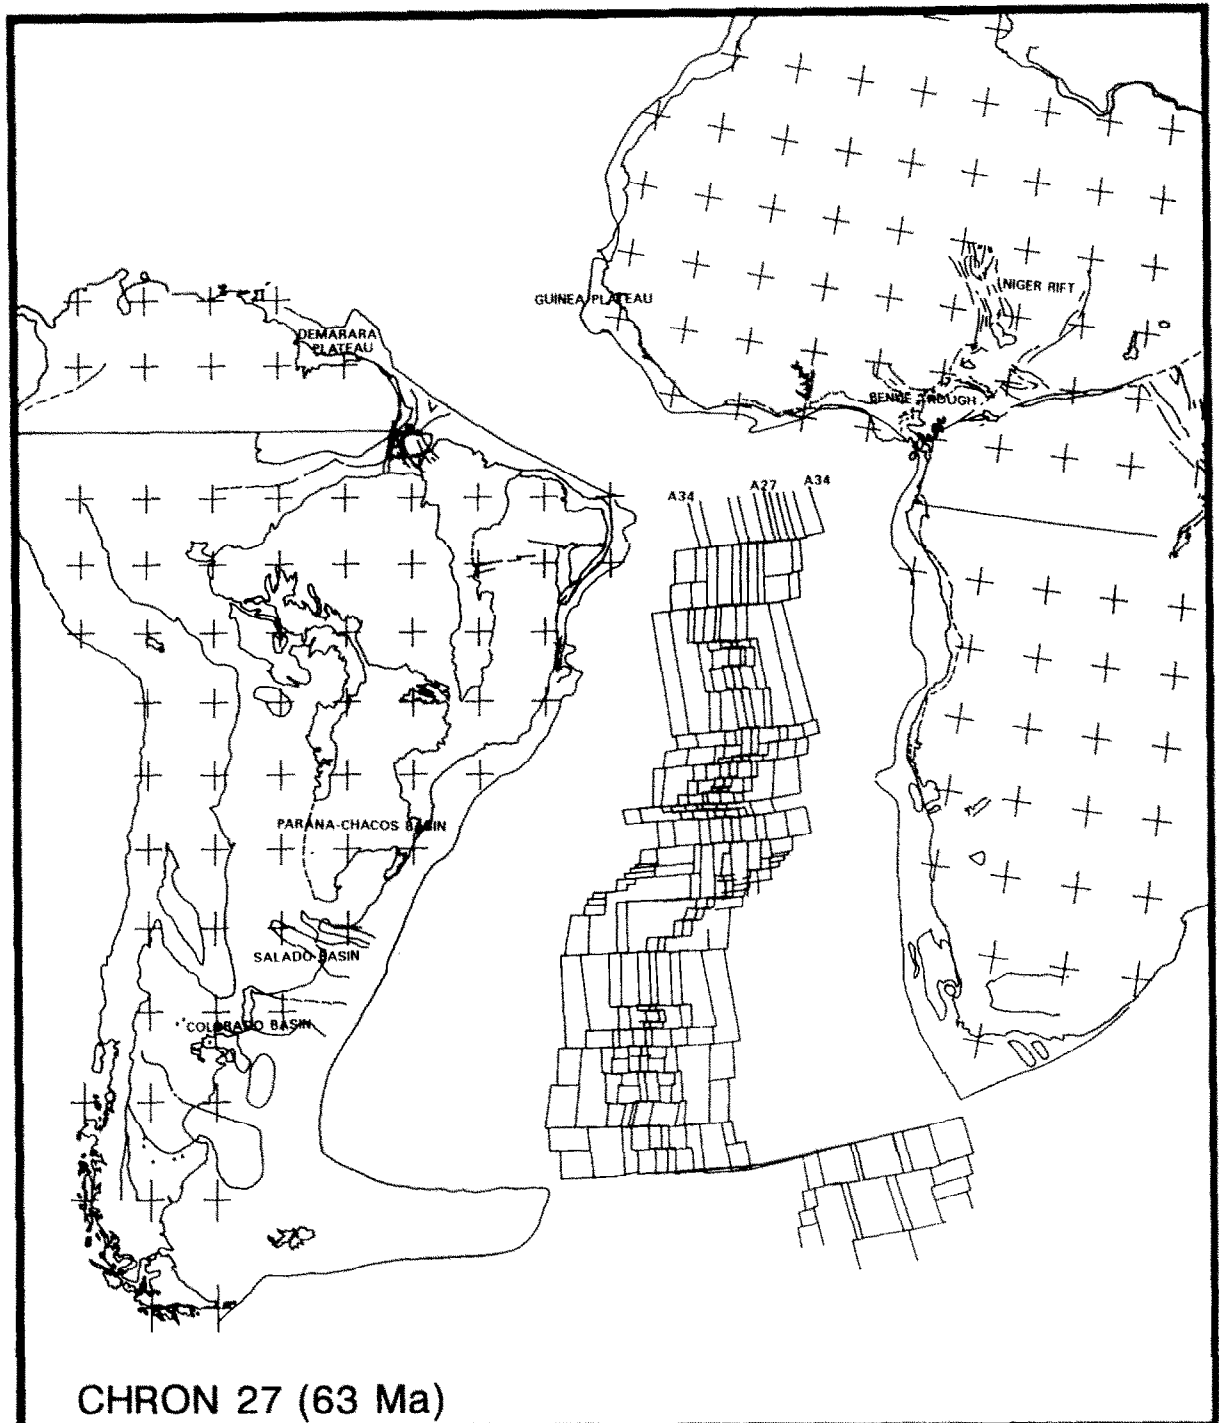 GUINEA PLATEAU
NIGER RIFT
DEMARARA
PLATEAU
BENUE TROUGH
A34
A27
A34
PARANA-CHACOS BASIN
SALADO BASIN
COLORADO BASIN
CHRON 27 (63 Ma)